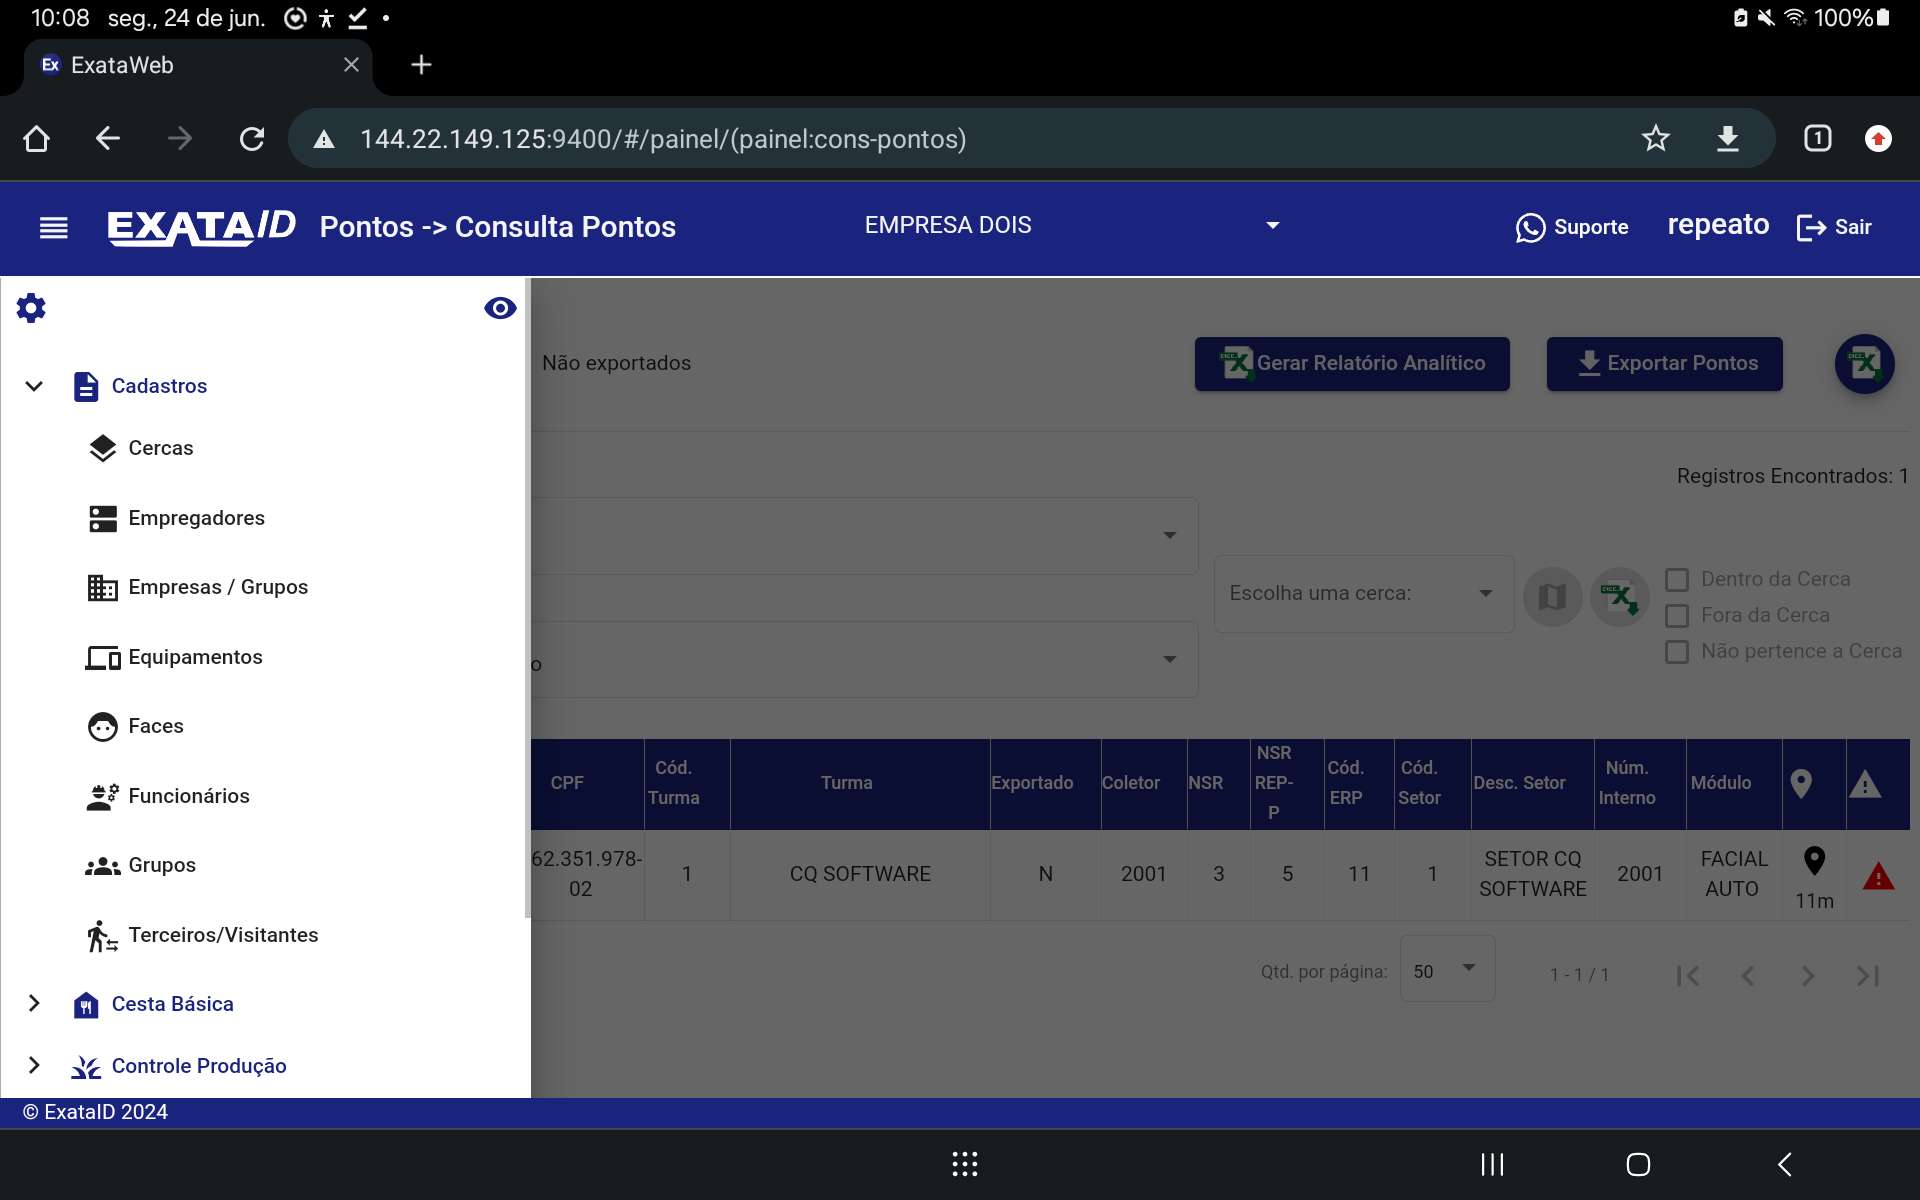 10:08 seg., 24 de jun. 100%
Ex ExataWeb
144.22.149.125:9400/#/painel/(painel:cons-pontos) 1
EXATAID Pontos -> Consulta Pontos EMPRESA DOIS Suporte repeato Sair
Não exportados Gerar Relatório Analítico Exportar Pontos
Cadastros
Cercas
Registros Encontrados: 1
Empregadores
Empresas / Grupos
Escolha uma cerca:
Dentro da Cerca
Fora da Cerca
Não pertence a Cerca
Equipamentos
o
Faces
Funcionários
CPF Cód. Turma Turma Exportado Coletor NSR NSR REP-P Cód. ERP Cód. Setor Desc. Setor Núm. Interno Módulo
62.351.978-02 1 CQ SOFTWARE N 2001 3 5 11 1 SETOR CQ SOFTWARE 2001 FACIAL AUTO 11m
Grupos
Terceiros/Visitantes
Qtd. por página: 50 1 - 1 / 1
Cesta Básica
Controle Produção
© ExataID 2024